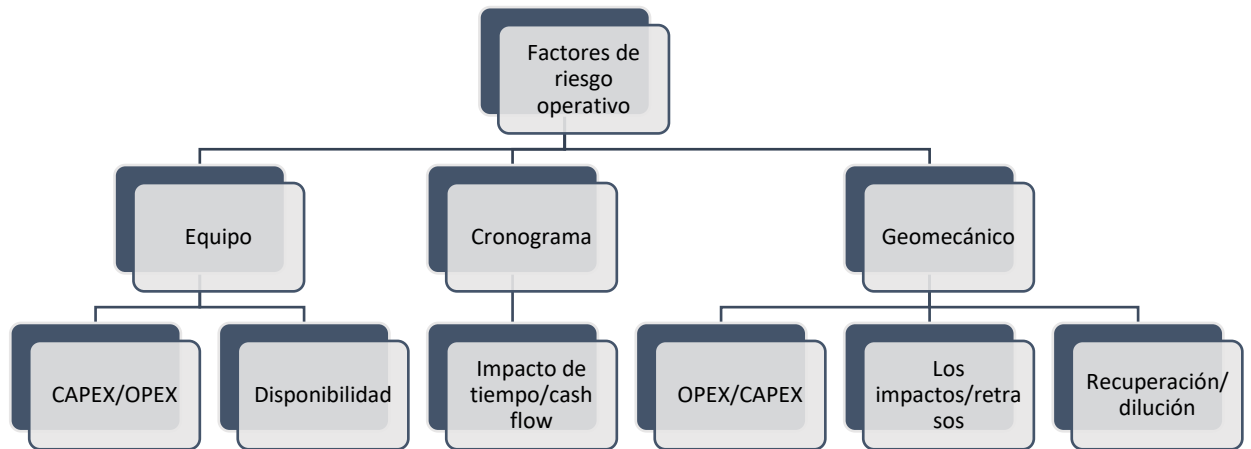 Factores de
riesgo
operativo
Equipo
Cronograma
Geomecánico
CAPEX/OPEX
Disponibilidad
Impacto de
tiempo/cash
flow
OPEX/CAPEX
Los
impactos/retra
sos
Recuperación/
dilución